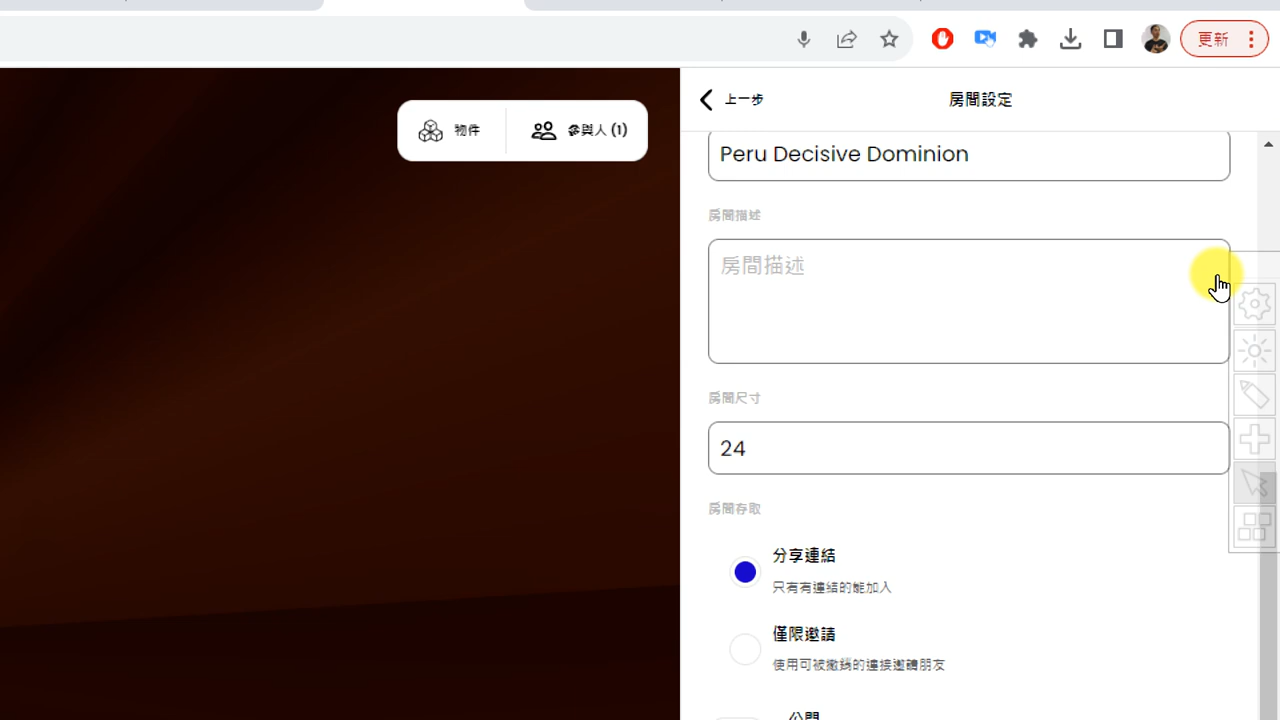 更新
上一步
房間設定
物件
參與人 (1)
Peru Decisive Dominion
房間描述
房間描述
房間尺寸
24
房間存取
分享連結
只有有連結的能加入
僅限邀請
使用可被撤銷的連接邀請朋友
公開